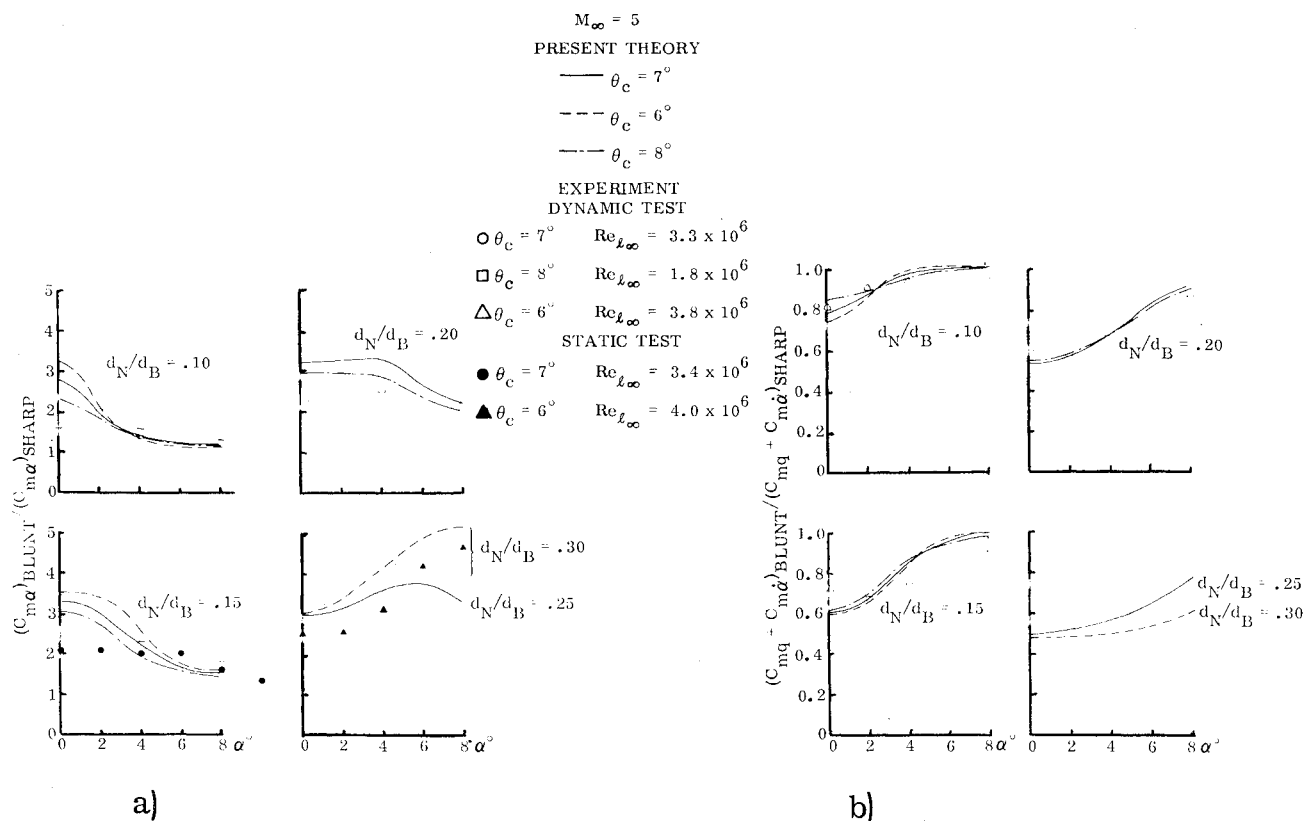 M∞ = 5
PRESENT THEORY
θc = 7°
θc = 6°
θc = 8°
EXPERIMENT
DYNAMIC TEST
θc = 7° Reℓ∞ = 3.3 x 10^6
θc = 8° Reℓ∞ = 1.8 x 10^6
θc = 6° Reℓ∞ = 3.8 x 10^6
STATIC TEST
θc = 7° Reℓ∞ = 3.4 x 10^6
θc = 6° Reℓ∞ = 4.0 x 10^6
(Cmα)BLUNT/(Cmα)SHARP
5
4
3
2
1
0
dN/dB = .10
dN/dB = .20
5
4
3
2
1
0
dN/dB = .15
dN/dB = .30
dN/dB = .25
0 2 4 6 8 α°
0 2 4 6 8 α°
a)
(Cmq + Cmα̇)BLUNT/(Cmq + Cmα̇)SHARP
1.0
0.8
0.6
0.4
0.2
0
dN/dB = .10
dN/dB = .20
1.0
0.8
0.6
0.4
0.2
0
dN/dB = .15
dN/dB = .25
dN/dB = .30
0 2 4 6 8 α°
0 2 4 6 8 α°
b)